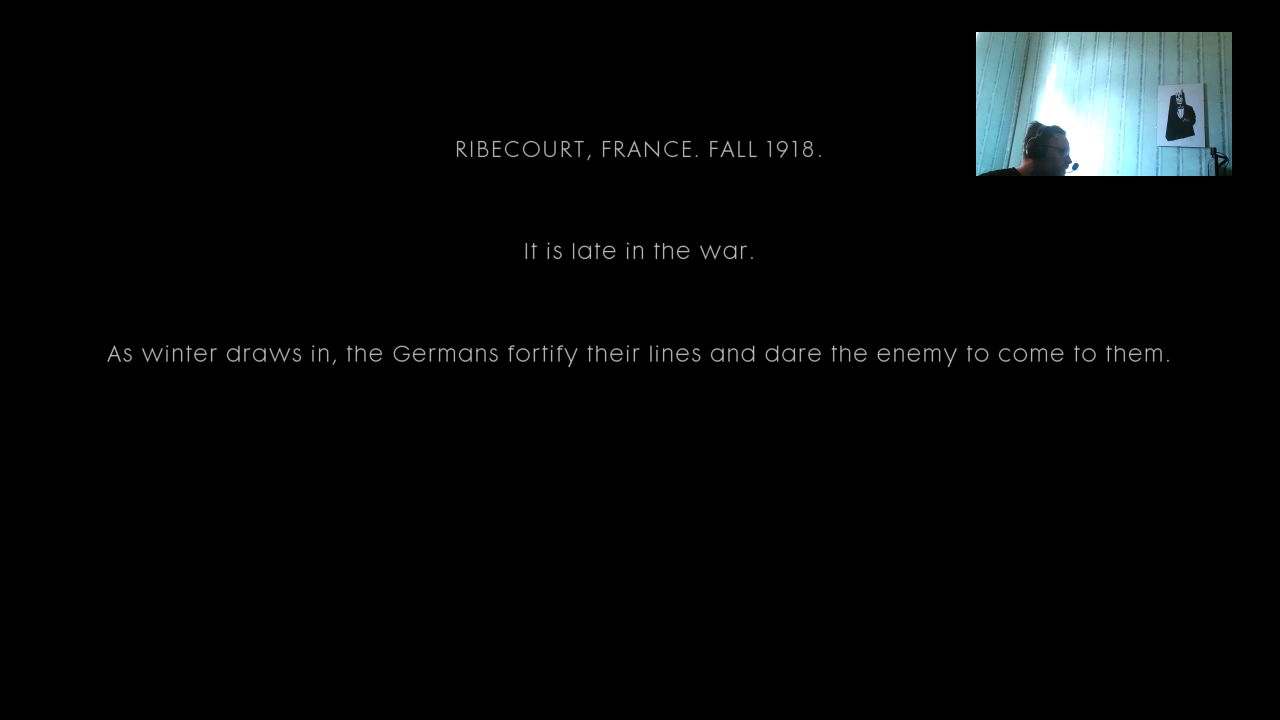 RIBECOURT, FRANCE. FALL 1918.
It is late in the war.
As winter draws in, the Germans fortify their lines and dare the enemy to come to them.